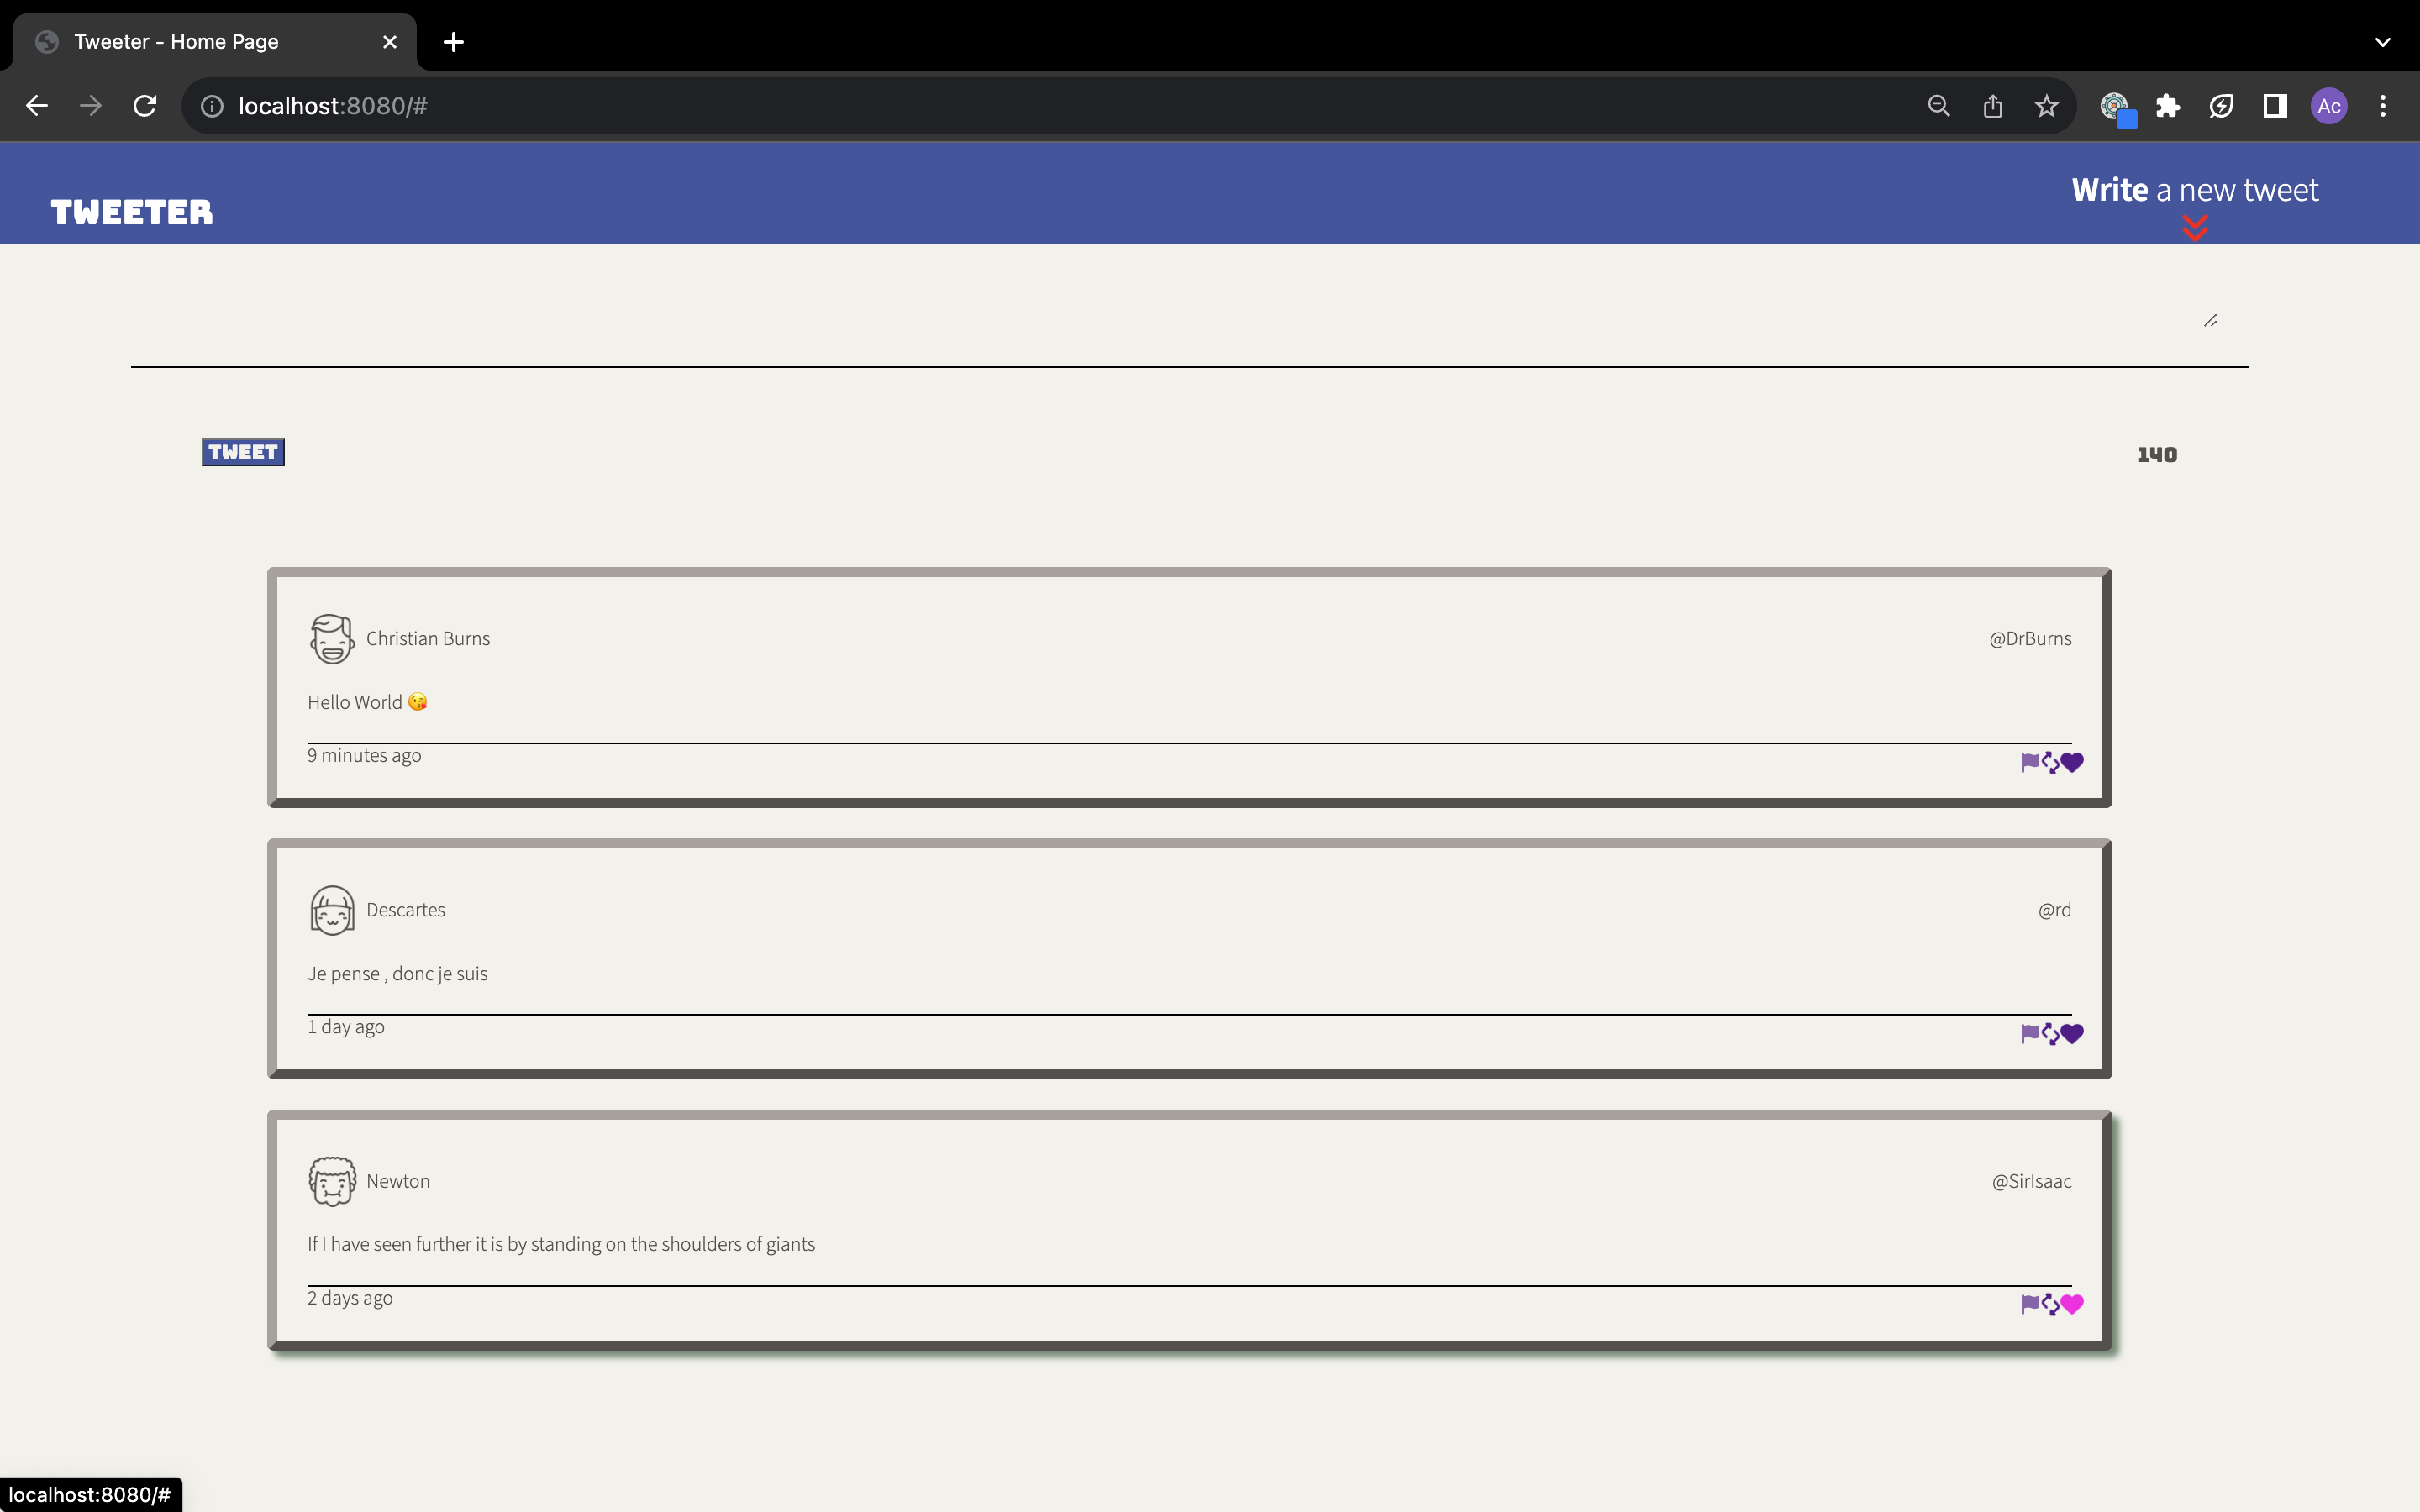 Tweeter - Home Page
localhost:8080/#
Ac
TWEETER
Write a new tweet
TWEET
140
Christian Burns
@DrBurns
Hello World 😘
9 minutes ago
Descartes
@rd
Je pense , donc je suis
1 day ago
Newton
@SirIsaac
If I have seen further it is by standing on the shoulders of giants
2 days ago
localhost:8080/#